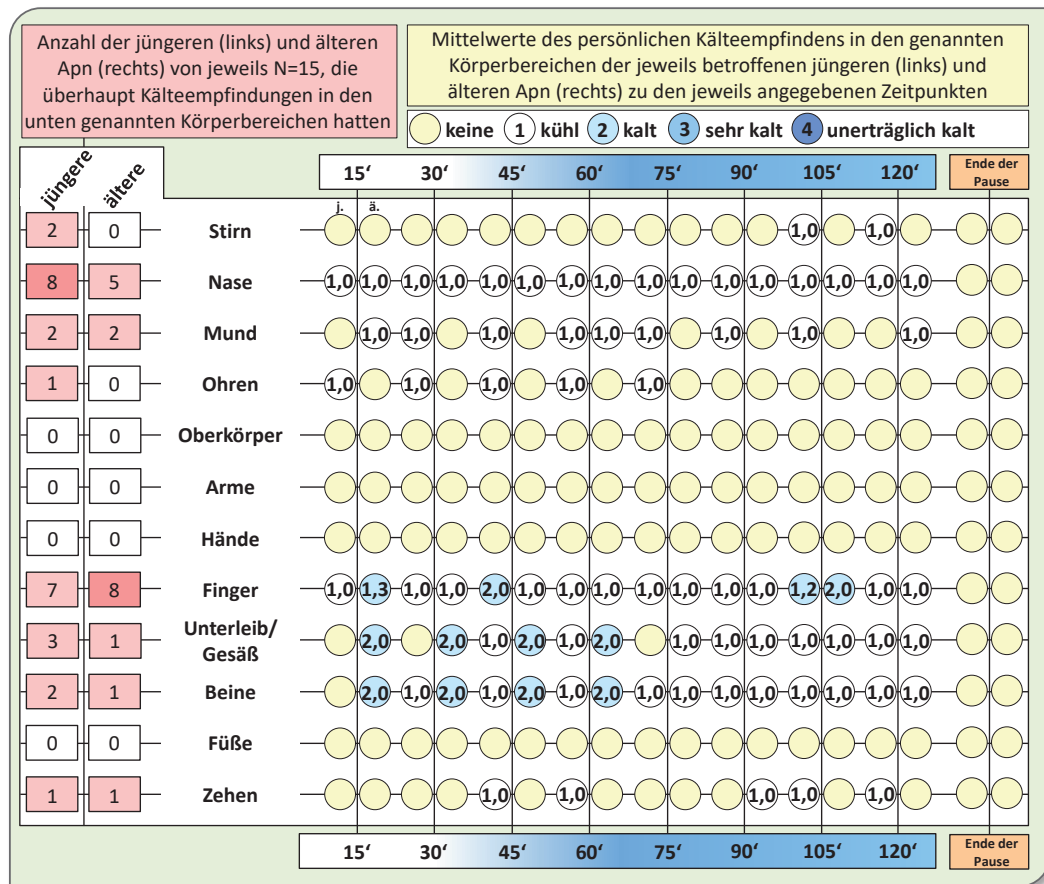 Anzahl der jüngeren (links) und älteren
Apn (rechts) von jeweils N=15, die
überhaupt Kälteempfindungen in den
unten genannten Körperbereichen hatten
Mittelwerte des persönlichen Kälteempfindens in den genannten
Körperbereichen der jeweils betroffenen jüngeren (links) und
älteren Apn (rechts) zu den jeweils angegebenen Zeitpunkten
keine 1 kühl 2 kalt 3 sehr kalt 4 unerträglich kalt
jüngere ältere
15‘ 30‘ 45‘ 60‘ 75‘ 90‘ 105‘ 120‘
Ende der
Pause
j. ä.
2 0 Stirn 1,0 1,0
8 5 Nase 1,0 1,0 1,0 1,0 1,0 1,0 1,0 1,0 1,0 1,0 1,0 1,0 1,0 1,0 1,0 1,0
2 2 Mund 1,0 1,0 1,0 1,0 1,0 1,0 1,0 1,0 1,0
1 0 Ohren 1,0 1,0 1,0 1,0 1,0
0 0 Oberkörper
0 0 Arme
0 0 Hände
7 8 Finger 1,0 1,3 1,0 1,0 2,0 1,0 1,0 1,0 1,0 1,0 1,0 1,0 1,2 2,0 1,0 1,0
Unterleib/
3 1 Gesäß 2,0 2,0 1,0 2,0 1,0 2,0 1,0 1,0 1,0 1,0 1,0 1,0 1,0
2 1 Beine 2,0 1,0 2,0 1,0 2,0 1,0 2,0 1,0 1,0 1,0 1,0 1,0 1,0 1,0 1,0
0 0 Füße
1 1 Zehen 1,0 1,0 1,0 1,0 1,0
15‘ 30‘ 45‘ 60‘ 75‘ 90‘ 105‘ 120‘
Ende der
Pause